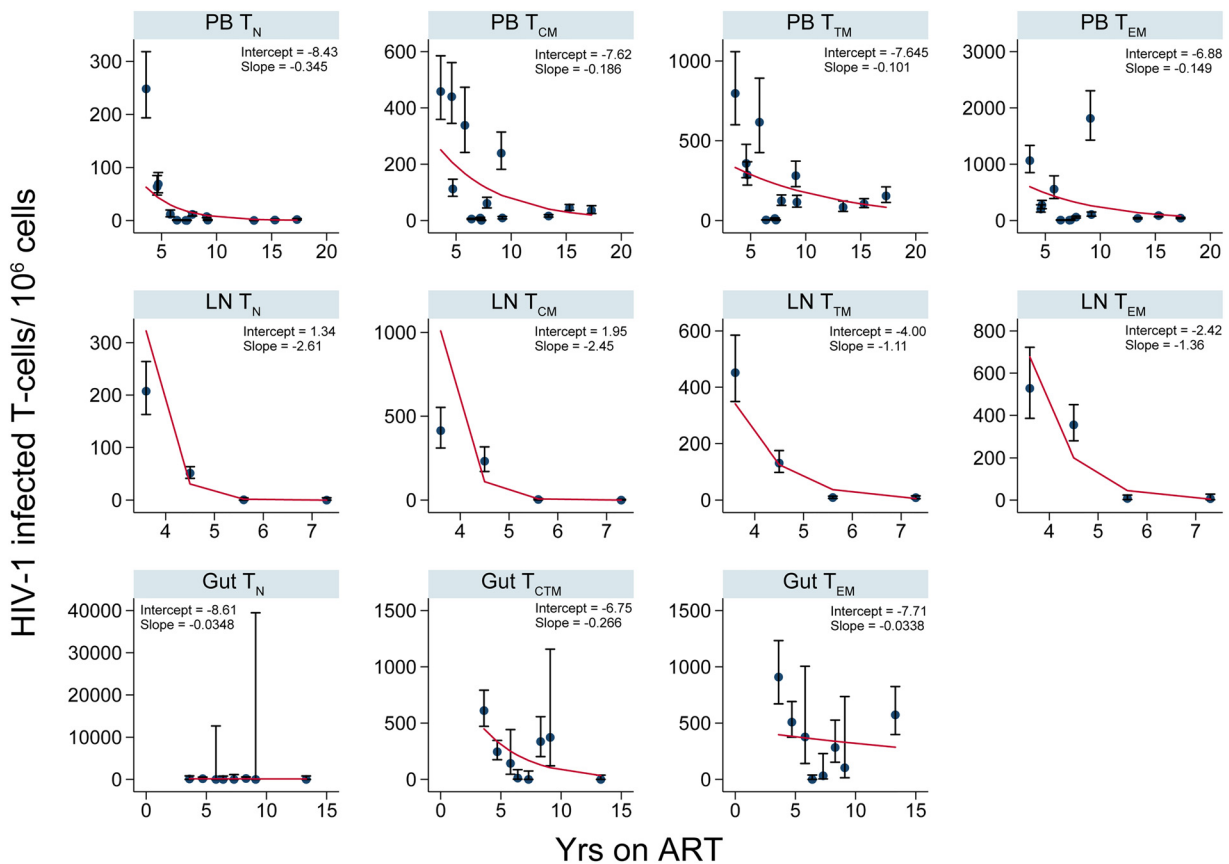 HIV-1 infected T-cells/ 10⁶ cells
PB T_N
Intercept = -8.43
Slope = -0.345
300
200
100
0
5 10 15 20
PB T_CM
Intercept = -7.62
Slope = -0.186
600
400
200
0
5 10 15 20
PB T_TM
Intercept = -7.645
Slope = -0.101
1000
500
0
5 10 15 20
PB T_EM
Intercept = -6.88
Slope = -0.149
3000
2000
1000
0
5 10 15 20
LN T_N
Intercept = 1.34
Slope = -2.61
300
200
100
0
4 5 6 7
LN T_CM
Intercept = 1.95
Slope = -2.45
1000
500
0
4 5 6 7
LN T_TM
Intercept = -4.00
Slope = -1.11
600
400
200
0
4 5 6 7
LN T_EM
Intercept = -2.42
Slope = -1.36
800
600
400
200
0
4 5 6 7
Gut T_N
Intercept = -8.61
Slope = -0.0348
40000
30000
20000
10000
0
0 5 10 15
Gut T_CTM
Intercept = -6.75
Slope = -0.266
1500
1000
500
0
0 5 10 15
Gut T_EM
Intercept = -7.71
Slope = -0.0338
1500
1000
500
0
0 5 10 15
Yrs on ART